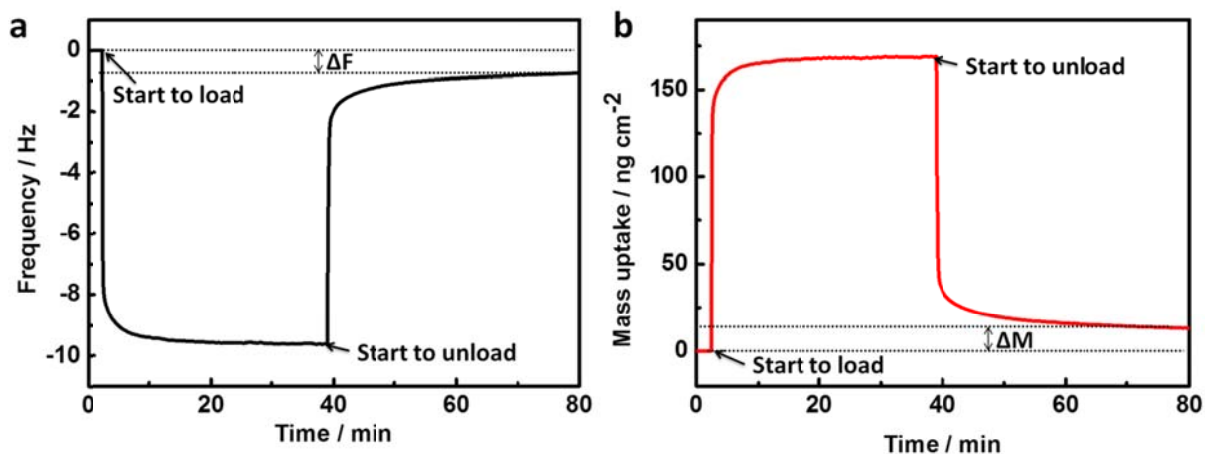 a
0
-2
-4
-6
-8
-10
Frequency / Hz
ΔF
Start to load
Start to unload
0 20 40 60 80
Time / min
b
150
100
50
0
Mass uptake / ng cm-2
Start to unload
ΔM
Start to load
0 20 40 60 80
Time / min